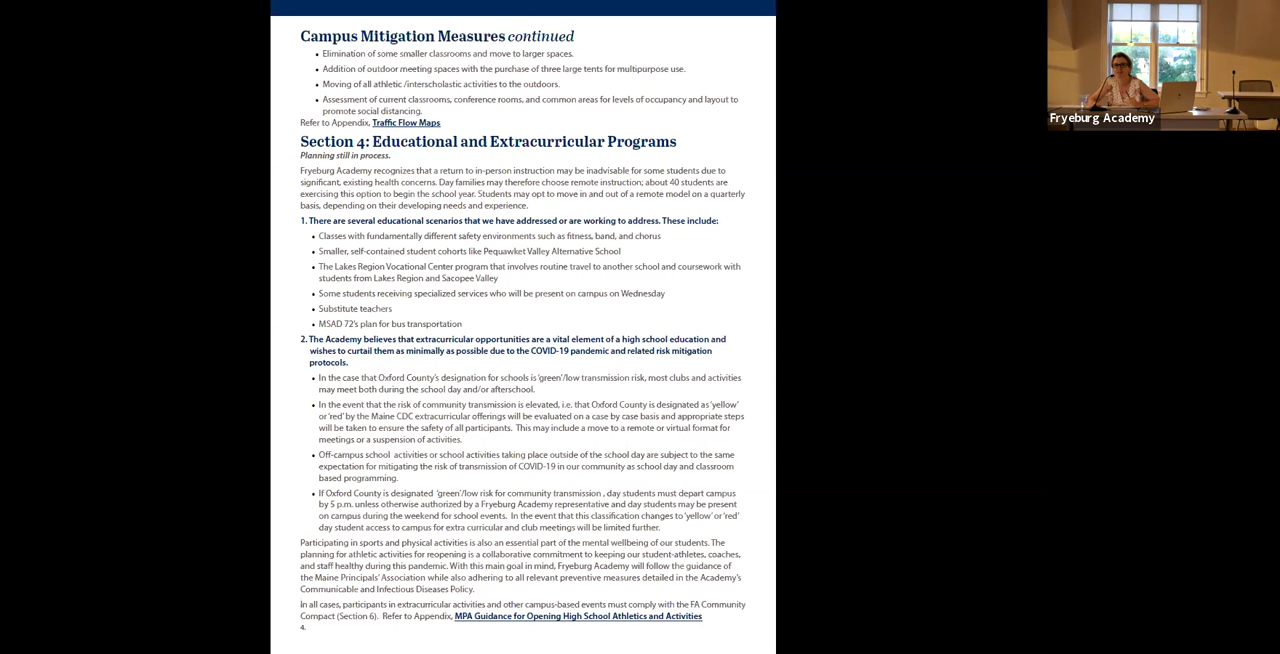 Campus Mitigation Measures continued
• Elimination of some smaller classrooms and move to larger spaces.
• Addition of outdoor meeting spaces with the purchase of three large tents for multipurpose use.
• Moving of all athletic /interscholastic activities to the outdoors.
• Assessment of current classrooms, conference rooms, and common areas for levels of occupancy and layout to
promote social distancing.
Refer to Appendix, Traffic Flow Maps
Section 4: Educational and Extracurricular Programs
Planning still in process.
Fryeburg Academy recognizes that a return to in-person instruction may be inadvisable for some students due to
significant, existing health concerns. Day families may therefore choose remote instruction; about 40 students are
exercising this option to begin the school year. Students may opt to move in and out of a remote model on a quarterly
basis, depending on their developing needs and experience.
1. There are several educational scenarios that we have addressed or are working to address. These include:
• Classes with fundamentally different safety environments such as fitness, band, and chorus
• Smaller, self-contained student cohorts like Pequawket Valley Alternative School
• The Lakes Region Vocational Center program that involves routine travel to another school and coursework with
students from Lakes Region and Sacopee Valley
• Some students receiving specialized services who will be present on campus on Wednesday
• Substitute teachers
• MSAD 72's plan for bus transportation
2. The Academy believes that extracurricular opportunities are a vital element of a high school education and
wishes to curtail them as minimally as possible due to the COVID-19 pandemic and related risk mitigation
protocols.
• In the case that Oxford County's designation for schools is 'green'/low transmission risk, most clubs and activities
may meet both during the school day and/or afterschool.
• In the event that the risk of community transmission is elevated, i.e. that Oxford County is designated as 'yellow'
or 'red' by the Maine CDC extracurricular offerings will be evaluated on a case by case basis and appropriate steps
will be taken to ensure the safety of all participants. This may include a move to a remote or virtual format for
meetings or a suspension of activities.
• Off-campus school activities or school activities taking place outside of the school day are subject to the same
expectation for mitigating the risk of transmission of COVID-19 in our community as school day and classroom
based programming.
• If Oxford County is designated 'green'/low risk for community transmission , day students must depart campus
by 5 p.m. unless otherwise authorized by a Fryeburg Academy representative and day students may be present
on campus during the weekend for school events. In the event that this classification changes to 'yellow' or 'red'
day student access to campus for extra curricular and club meetings will be limited further.
Participating in sports and physical activities is also an essential part of the mental wellbeing of our students. The
planning for athletic activities for reopening is a collaborative commitment to keeping our student-athletes, coaches,
and staff healthy during this pandemic. With this main goal in mind, Fryeburg Academy will follow the guidance of
the Maine Principals' Association while also adhering to all relevant preventive measures detailed in the Academy's
Communicable and Infectious Diseases Policy.
In all cases, participants in extracurricular activities and other campus-based events must comply with the FA Community
Compact (Section 6). Refer to Appendix, MPA Guidance for Opening High School Athletics and Activities
4.
Fryeburg Academy